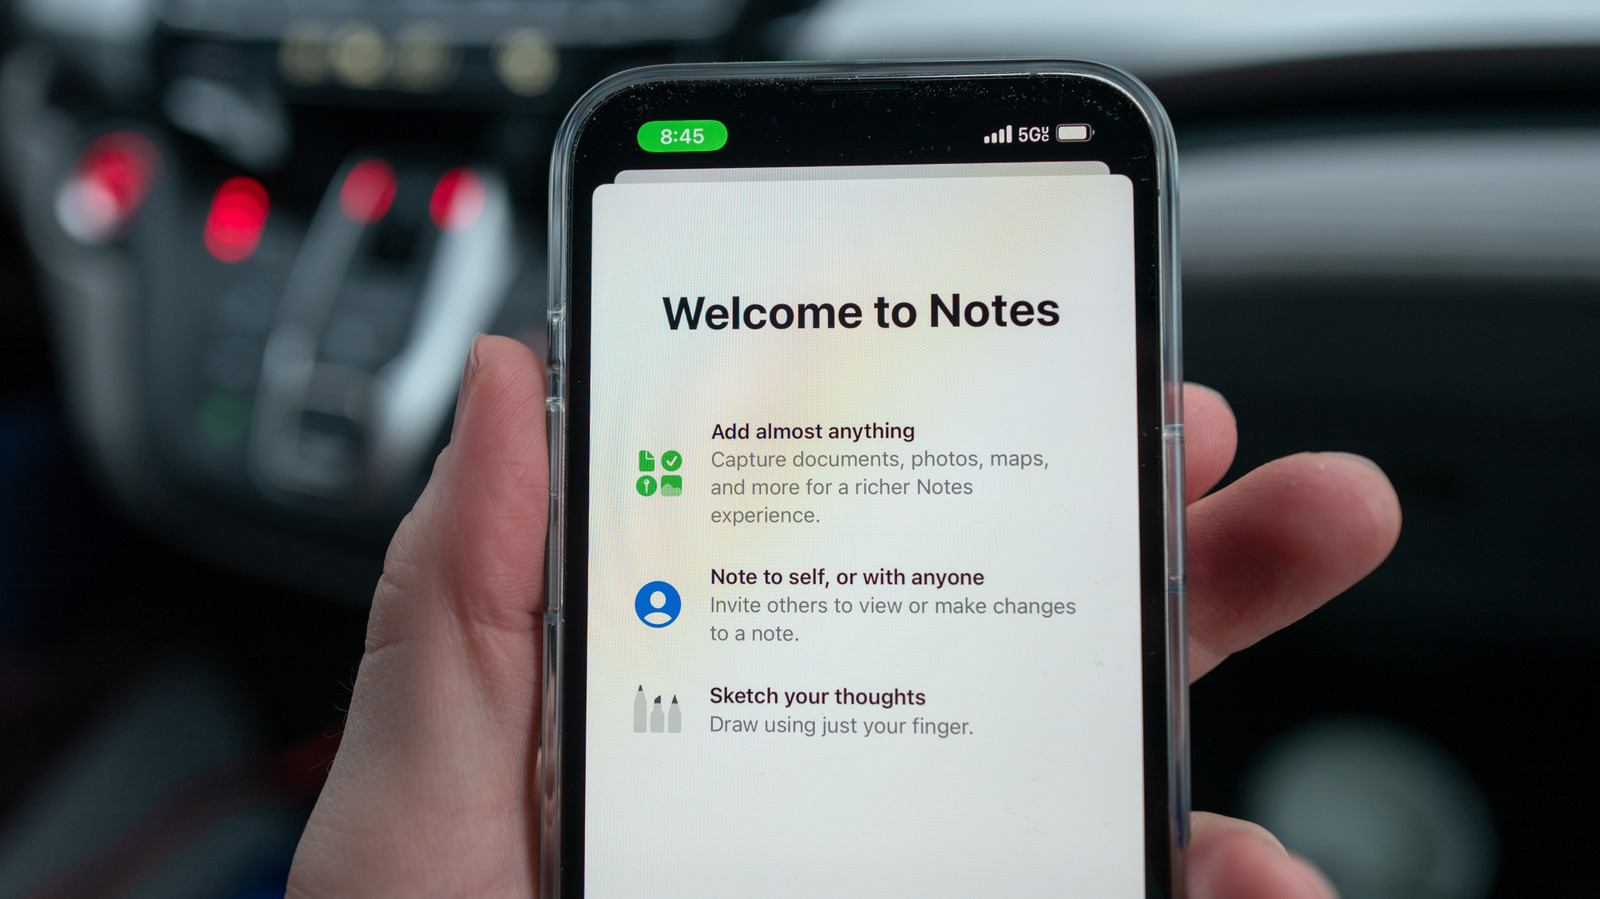 8:45 5GUC
Welcome to Notes
Add almost anything
Capture documents, photos, maps,
and more for a richer Notes
experience.
Note to self, or with anyone
Invite others to view or make changes
to a note.
Sketch your thoughts
Draw using just your finger.